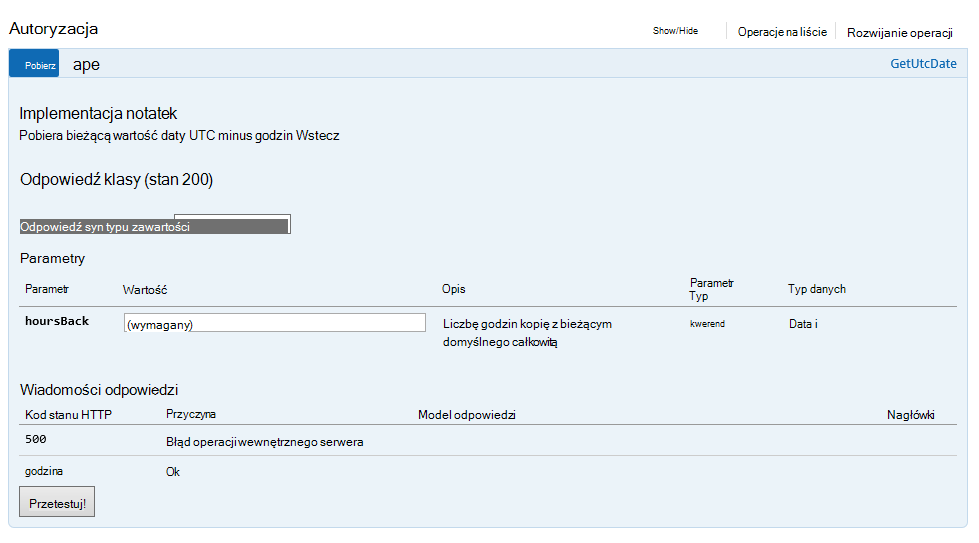 Autoryzacja
Show/Hide
Operacje na liście
Rozwijanie operacji
Pobierz
ape
GetUtcDate
Implementacja notatek
Pobiera bieżącą wartość daty UTC minus godzin Wstecz
Odpowiedź klasy (stan 200)
Odpowiedź syn typu zawartości
Parametry
Parametr Wartość Opis Parametr Typ Typ danych
hoursBack (wymagany) Liczbę godzin kopię z bieżącym kwerend Data i
domyślnego całkowitą
Wiadomości odpowiedzi
Kod stanu HTTP Przyczyna Model odpowiedzi Nagłówki
500 Błąd operacji wewnętrznego serwera
godzina Ok
Przetestuj!